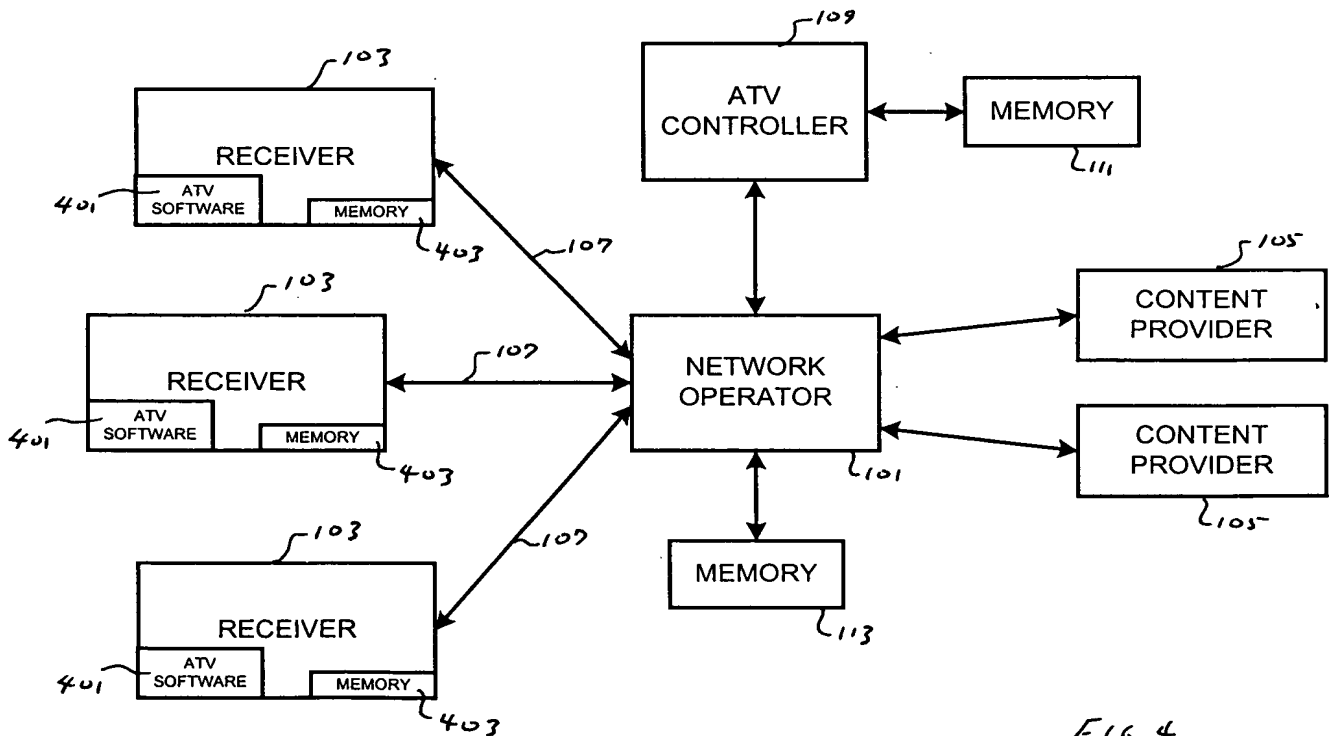 109
103
ATV
CONTROLLER
MEMORY
111
RECEIVER
ATV
SOFTWARE
401
MEMORY
403
107
103
RECEIVER
ATV
SOFTWARE
401
MEMORY
403
107
NETWORK
OPERATOR
101
105
CONTENT
PROVIDER
CONTENT
PROVIDER
105
103
RECEIVER
ATV
SOFTWARE
401
MEMORY
403
107
MEMORY
113
FIG. 4